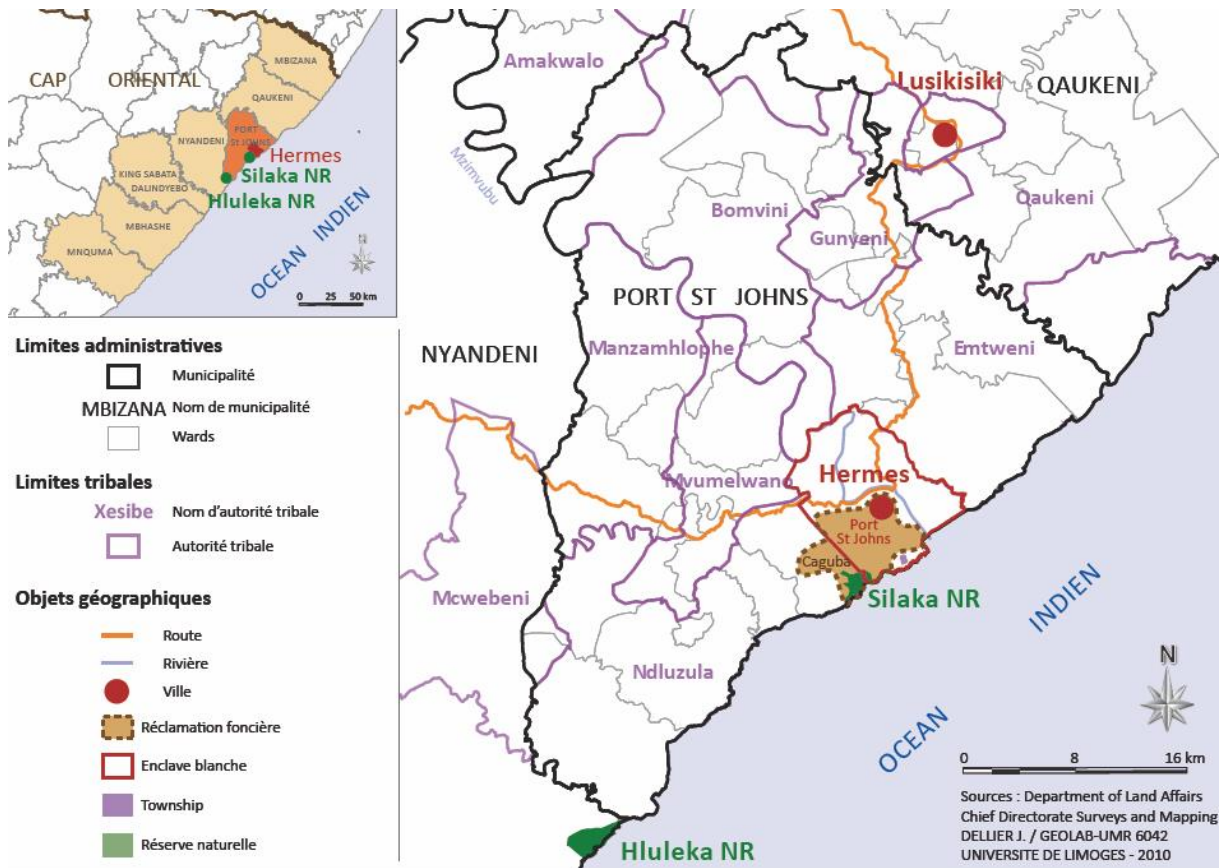 CAP ORIENTAL
MBIZANA
QAUKENI
NYANDENI
PORT
ST JOHNS
Hermes
Silaka NR
KING SABATA
DALINDYEBO
Hluleka NR
MBHASHE
MNQUMA
OCEAN INDIEN
N
0 25 50 km
Amakwalo
Mzimvubu
Lusikisiki
QAUKENI
Bomvini
Gunyeni
Qaukeni
PORT ST JOHNS
NYANDENI
Manzamhlophe
Emtweni
Hermes
Mvumelwano
Port
St Johns
Caguba
Silaka NR
Mcwebeni
Ndluzula
Hluleka NR
OCEAN INDIEN
N
0 8 16 km
Sources : Department of Land Affairs
Chief Directorate Surveys and Mapping
DELLIER J. / GEOLAB-UMR 6042
UNIVERSITE DE LIMOGES - 2010
Limites administratives
Municipalité
MBIZANA Nom de municipalité
Wards
Limites tribales
Xesibe Nom d'autorité tribale
Autorité tribale
Objets géographiques
Route
Rivière
Ville
Réclamation foncière
Enclave blanche
Township
Réserve naturelle